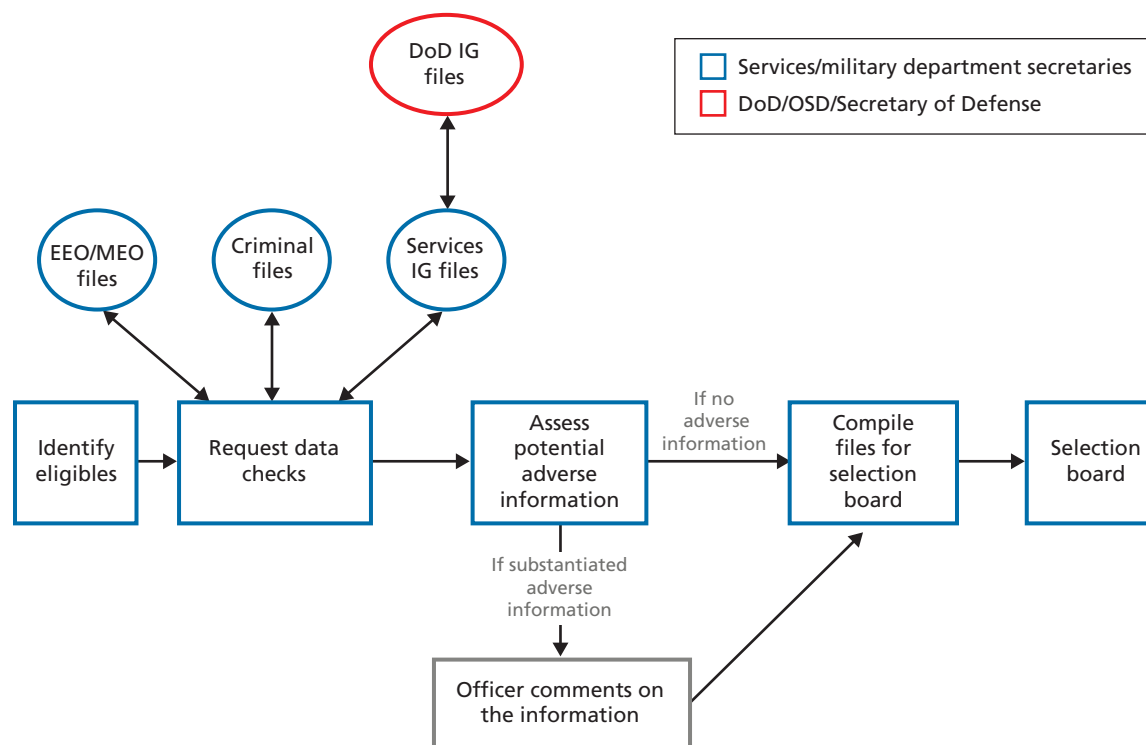 DoD IG
files
Services/military department secretaries
DoD/OSD/Secretary of Defense
EEO/MEO
files
Criminal
files
Services
IG files
Identify
eligibles
Request data
checks
Assess
potential
adverse
information
If no
adverse
information
Compile
files for
selection
board
Selection
board
If substantiated
adverse
information
Officer comments on
the information